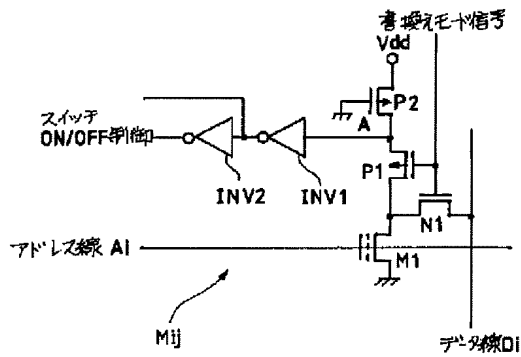 書換えモード信号
Vdd
P2
A
スイッチ
ON/OFF制御
P1
INV2
INV1
N1
アドレス線 Ai
M1
Mij
データ線Di